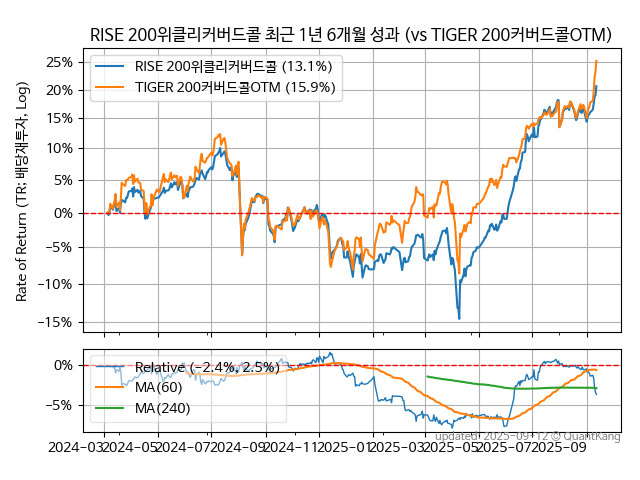 RISE 200위클리커버드콜 최근 1년 6개월 성과 (vs TIGER 200커버드콜OTM)
Rate of Return (TR: 배당재투자, Log)
RISE 200위클리커버드콜 (13.1%)
TIGER 200커버드콜OTM (15.9%)
25%
20%
15%
10%
5%
0%
−5%
−10%
−15%
Relative (−2.4%, 2.5%)
MA(60)
MA(240)
0%
−5%
2024−03
2024−05
2024−07
2024−09
2024−11
2025−01
2025−03
2025−05
2025−07
2025−09
updated: 2025−09−12 © QuantKang